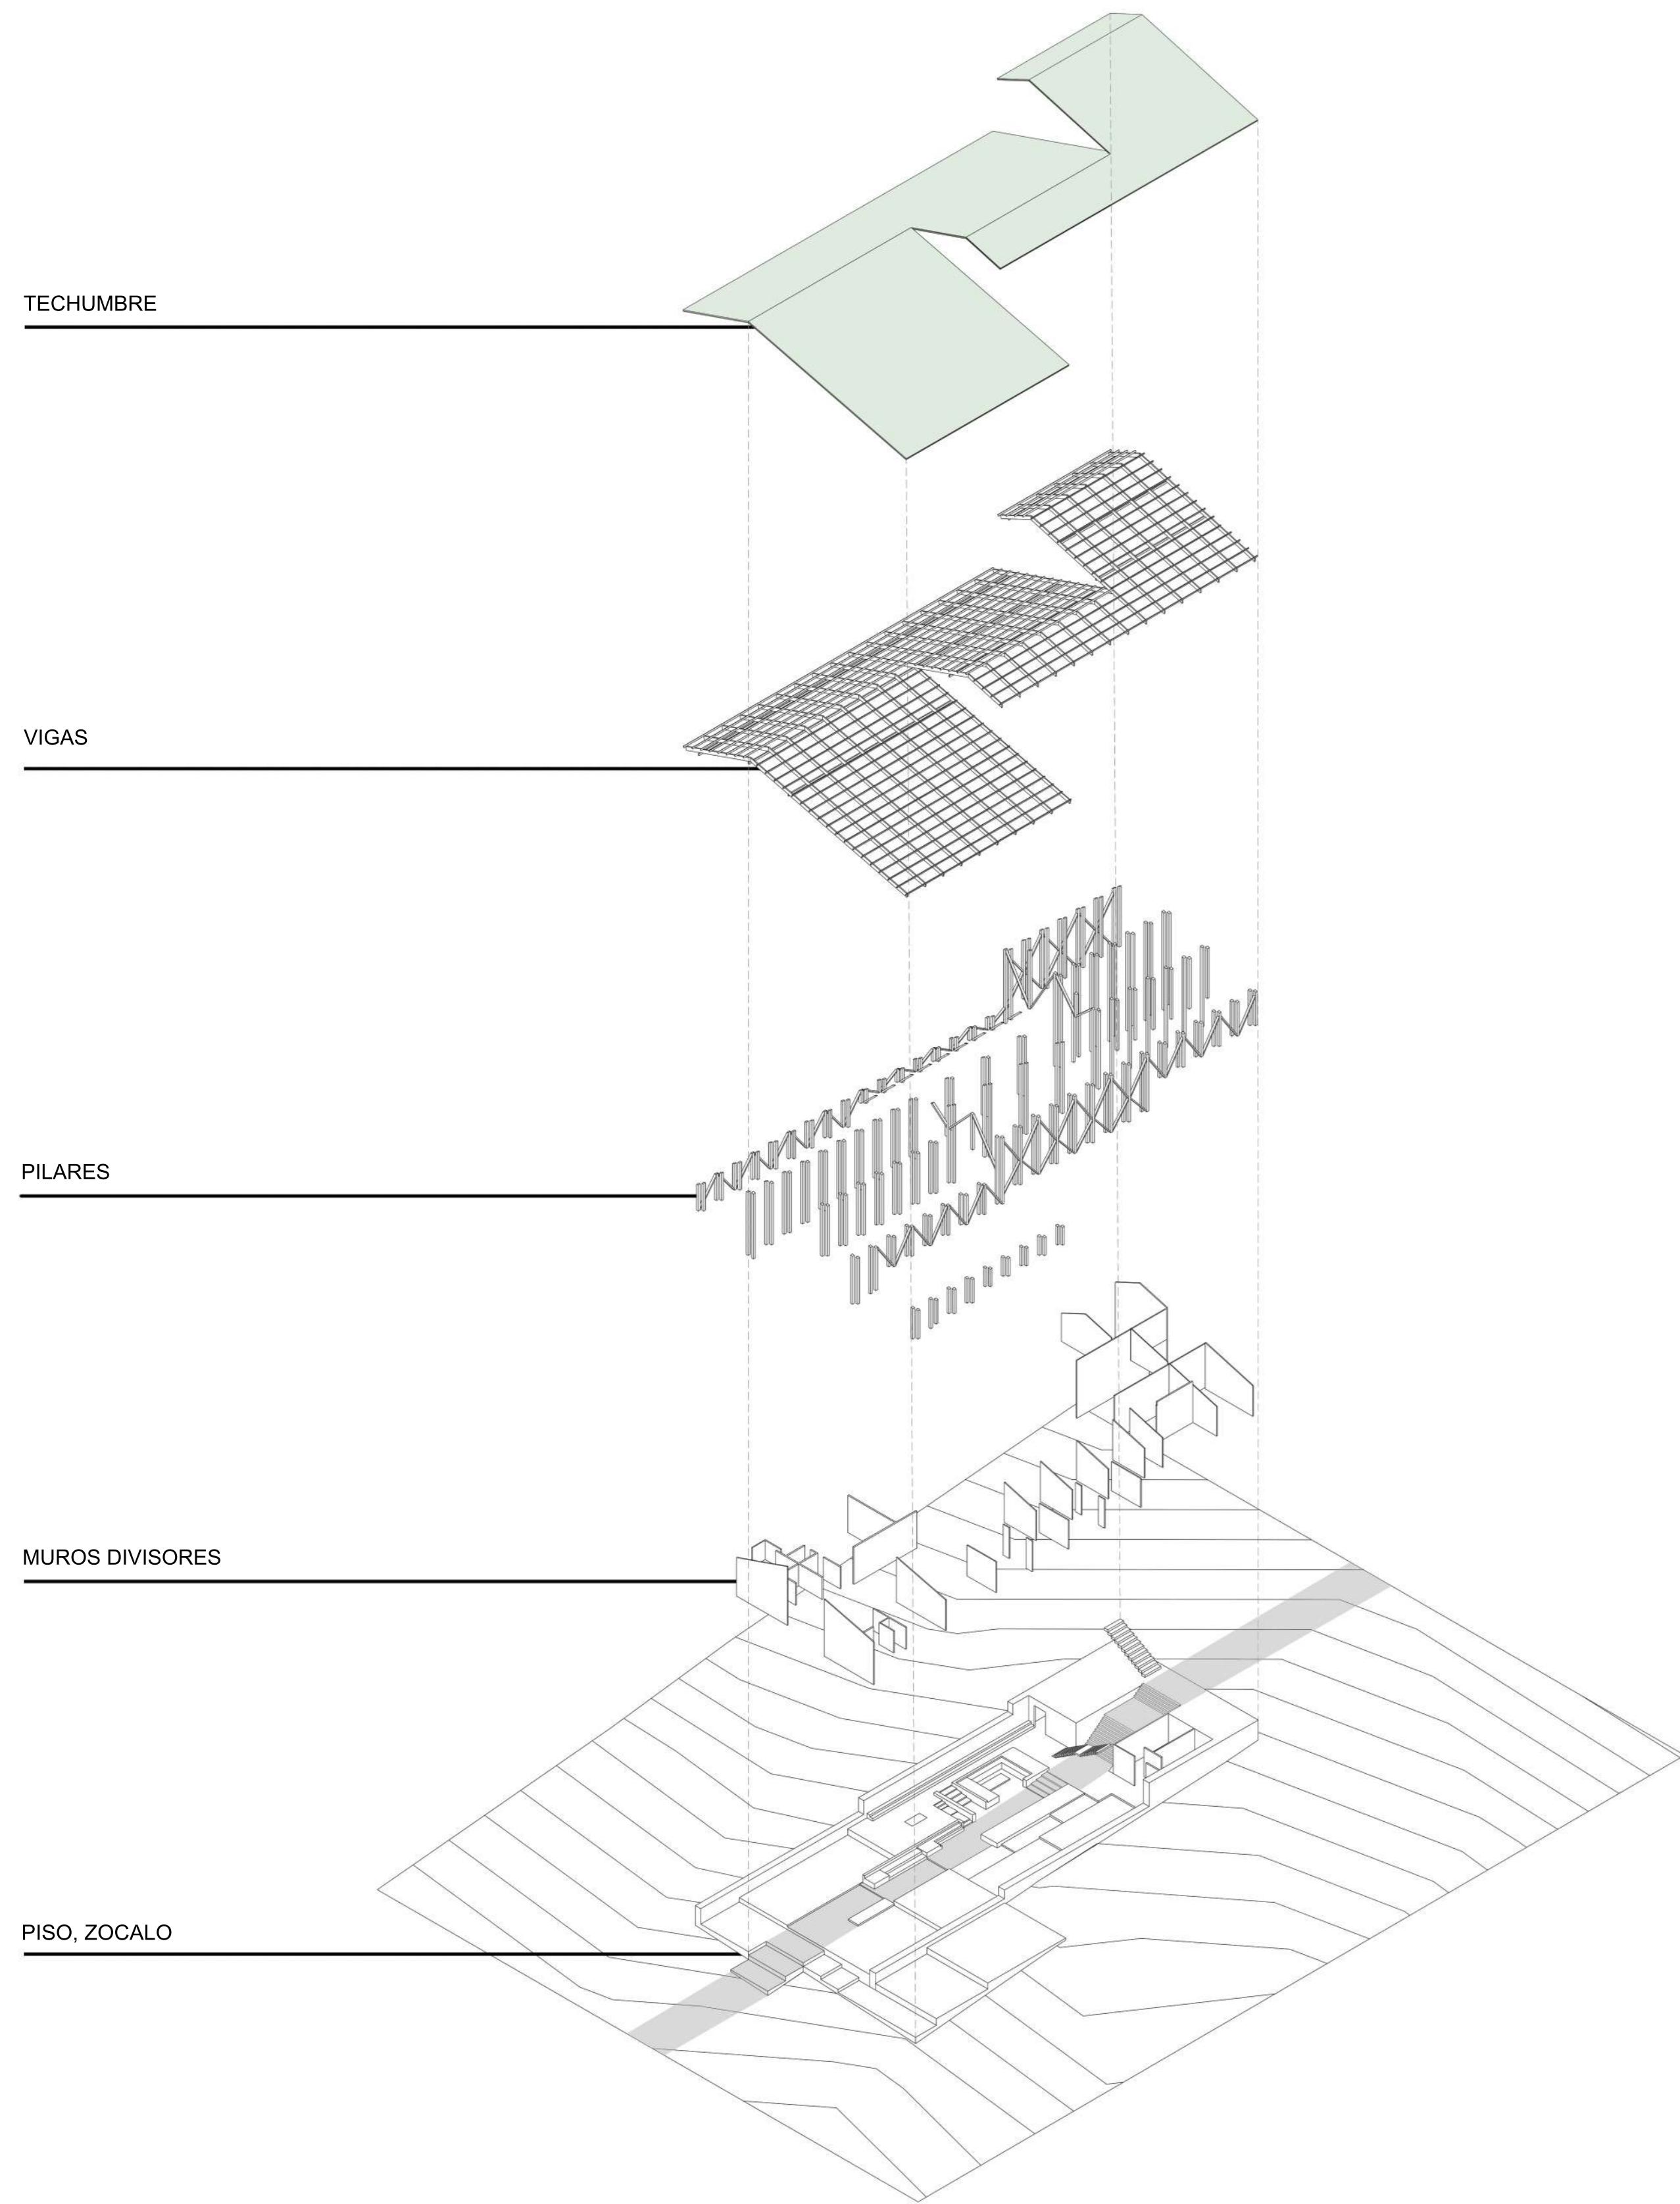 TECHUMBRE
VIGAS
PILARES
MUROS DIVISORES
PISO, ZOCALO